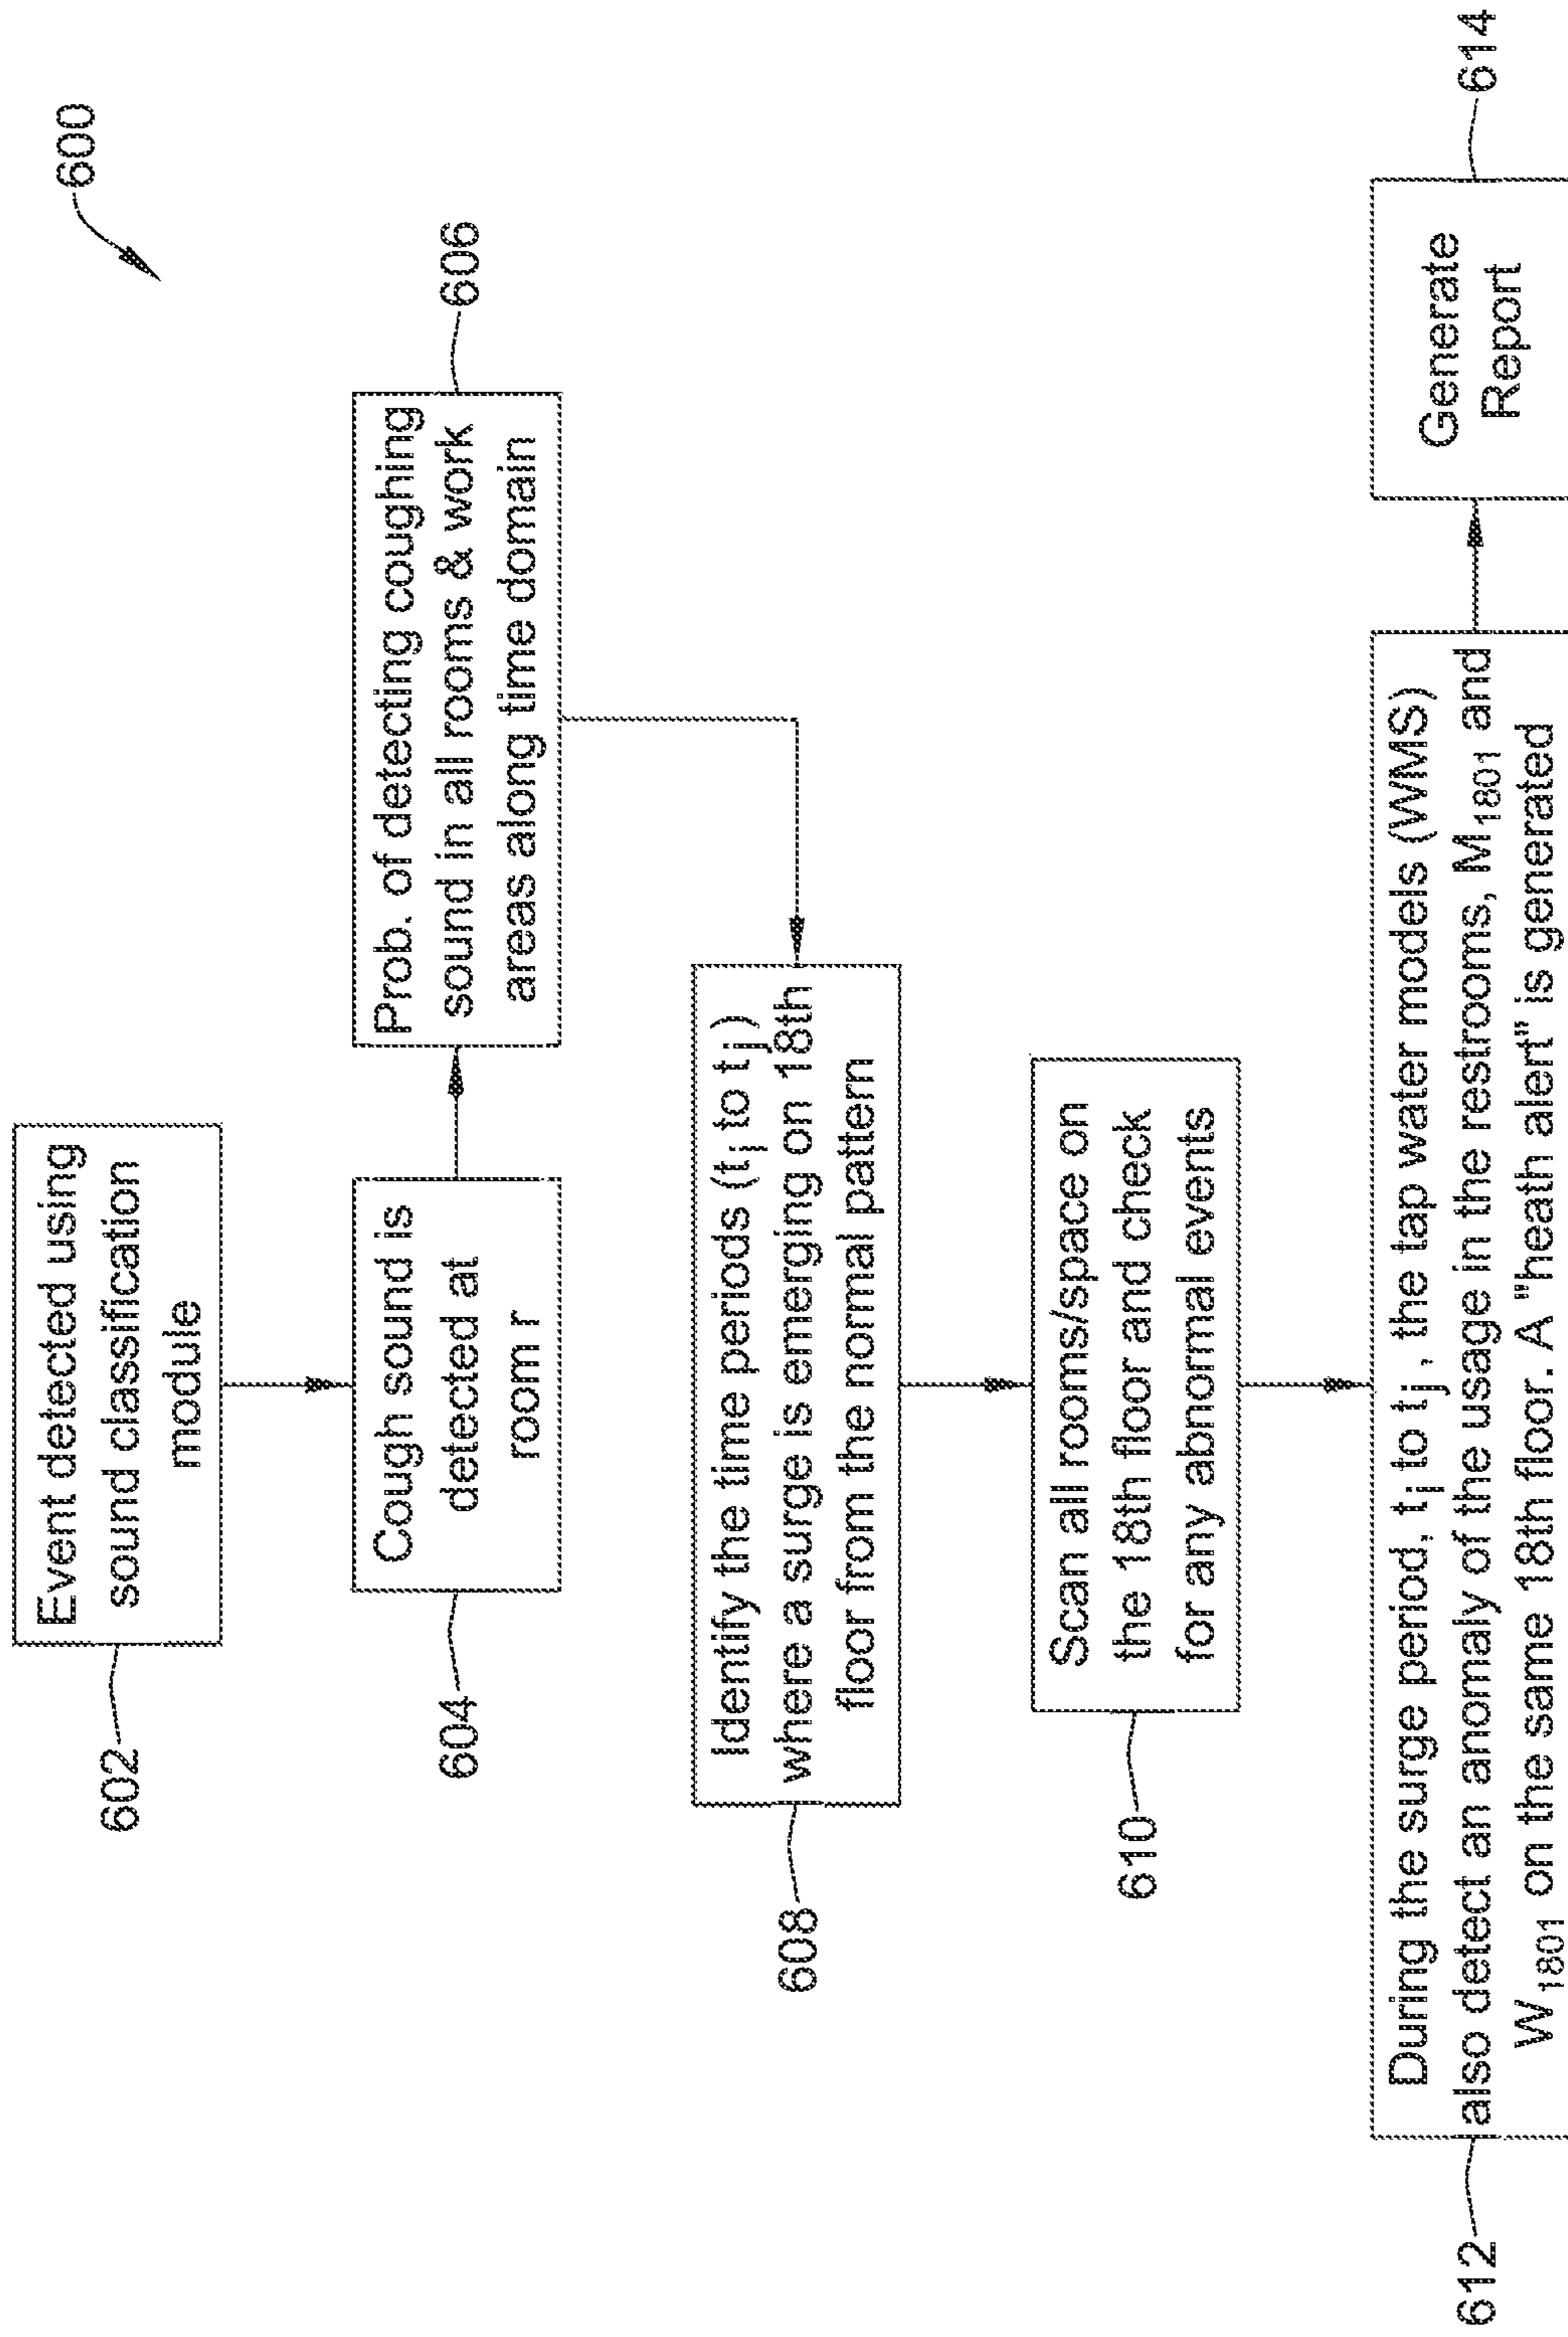 600
Event detected using
sound classification
module
602
Cough sound is
detected at
room r
604
Prob. of detecting coughing
sound in all rooms & work
areas along time domain
606
Identify the time periods (tᵢ to tⱼ)
where a surge is emerging on 18th
floor from the normal pattern
608
Scan all rooms/space on
the 18th floor and check
for any abnormal events
610
During the surge period, tᵢ to tⱼ, the tap water models (WMS)
also detect an anomaly of the usage in the restrooms, M₁₈₀₁ and
W₁₈₀₁ on the same 18th floor. A "heath alert" is generated
612
Generate
Report
614